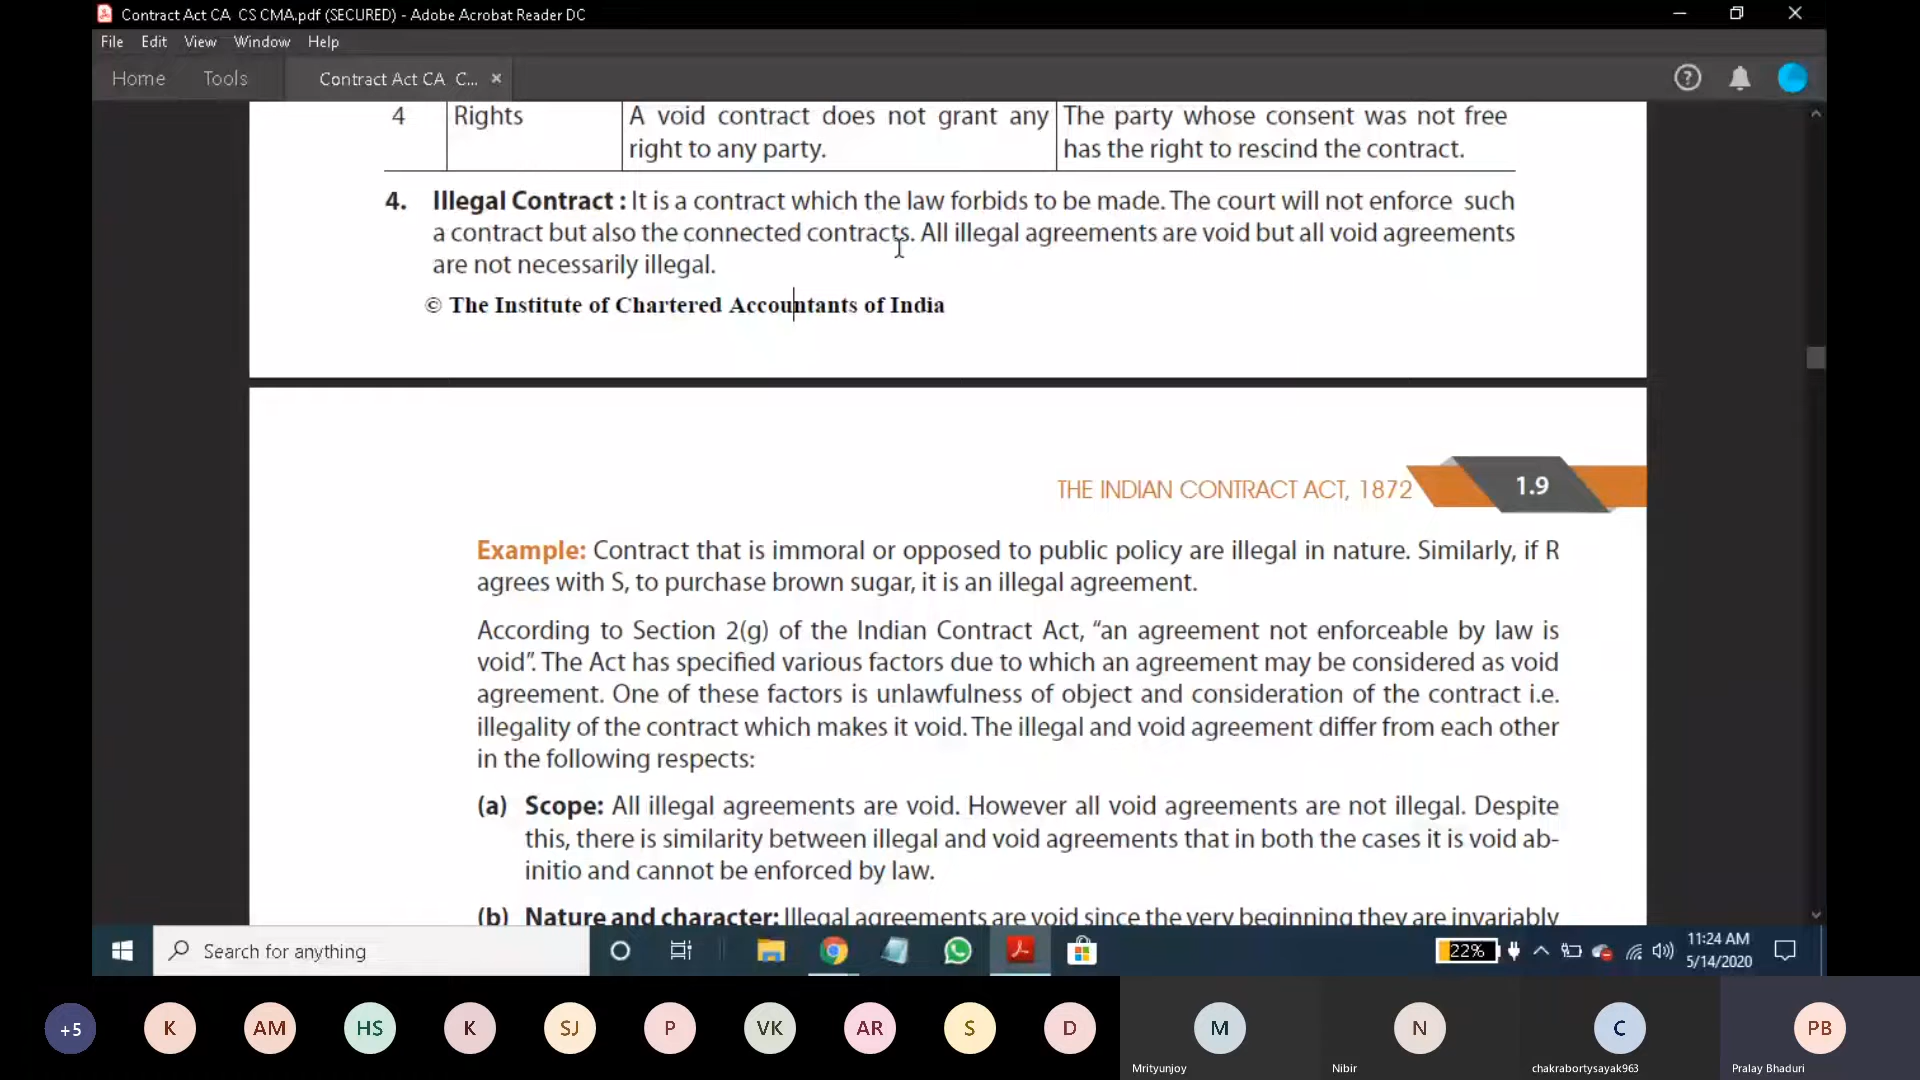 Contract Act CA CS CMA.pdf (SECURED) - Adobe Acrobat Reader DC
File Edit View Window Help
Home Tools Contract Act CA C... ×
4 Rights A void contract does not grant any The party whose consent was not free
right to any party. has the right to rescind the contract.
4. Illegal Contract : It is a contract which the law forbids to be made. The court will not enforce such
a contract but also the connected contracts. All illegal agreements are void but all void agreements
are not necessarily illegal.
© The Institute of Chartered Accountants of India
THE INDIAN CONTRACT ACT, 1872 1.9
Example: Contract that is immoral or opposed to public policy are illegal in nature. Similarly, if R
agrees with S, to purchase brown sugar, it is an illegal agreement.
According to Section 2(g) of the Indian Contract Act, “an agreement not enforceable by law is
void”. The Act has specified various factors due to which an agreement may be considered as void
agreement. One of these factors is unlawfulness of object and consideration of the contract i.e.
illegality of the contract which makes it void. The illegal and void agreement differ from each other
in the following respects:
(a) Scope: All illegal agreements are void. However all void agreements are not illegal. Despite
this, there is similarity between illegal and void agreements that in both the cases it is void ab-
initio and cannot be enforced by law.
(b) Nature and character: Illegal agreements are void since the very beginning they are invariably
Search for anything
22%
11:24 AM
5/14/2020
+5 K AM HS K SJ P VK AR S D M N C PB
Mrityunjoy Nibir chakrabortysayak963 Pralay Bhaduri